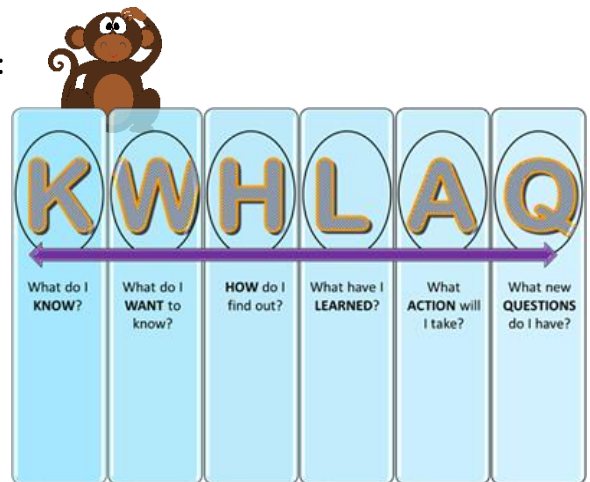 :
K W H L A Q
What do I
KNOW?
What do I
WANT to
know?
HOW do I
find out?
What have I
LEARNED?
What
ACTION will
I take?
What new
QUESTIONS
do I have?